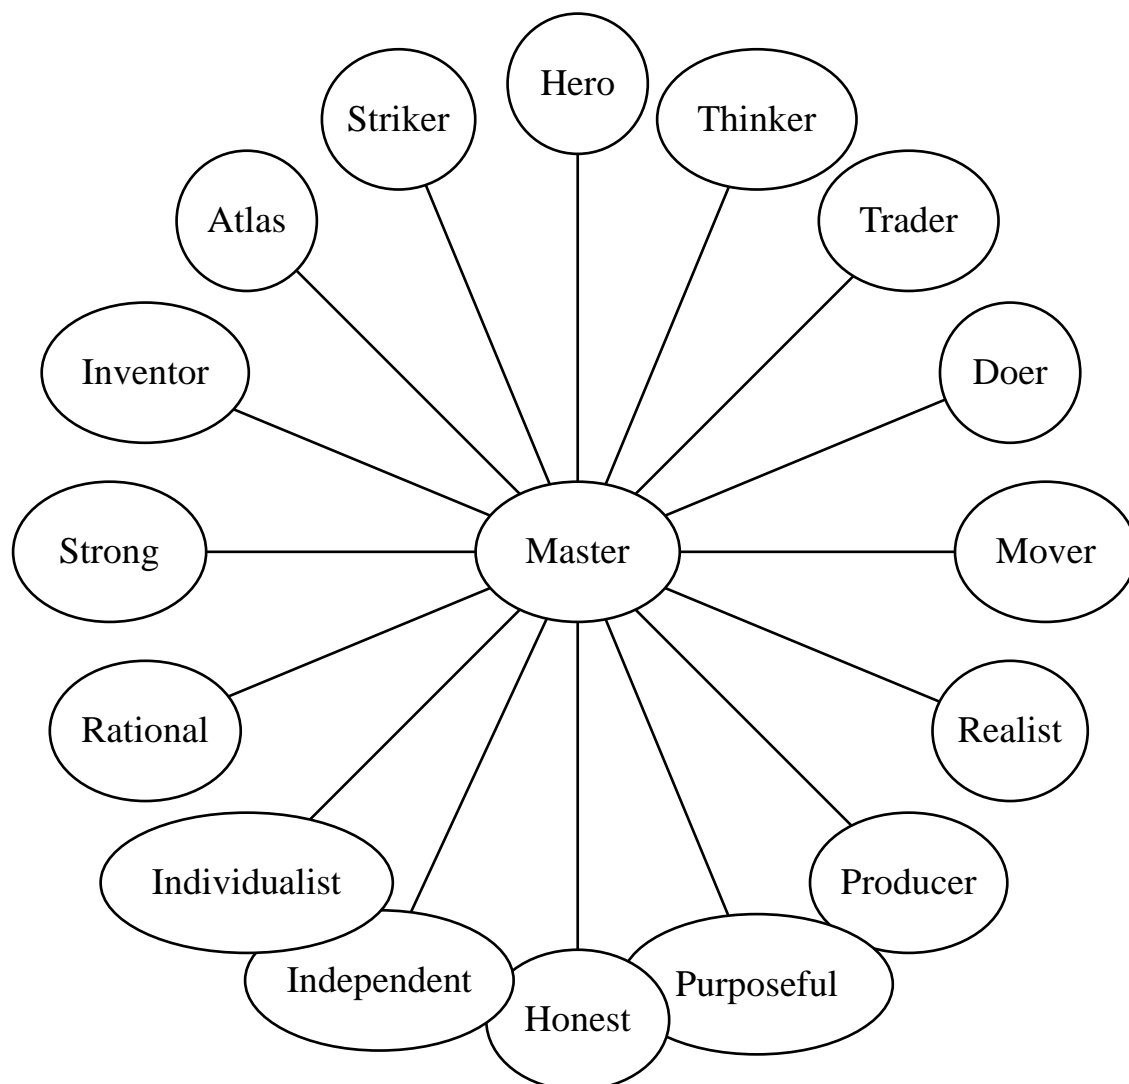 Hero
Striker
Thinker
Atlas
Trader
Inventor
Doer
Strong
Master
Mover
Rational
Realist
Individualist
Producer
Independent
Purposeful
Honest